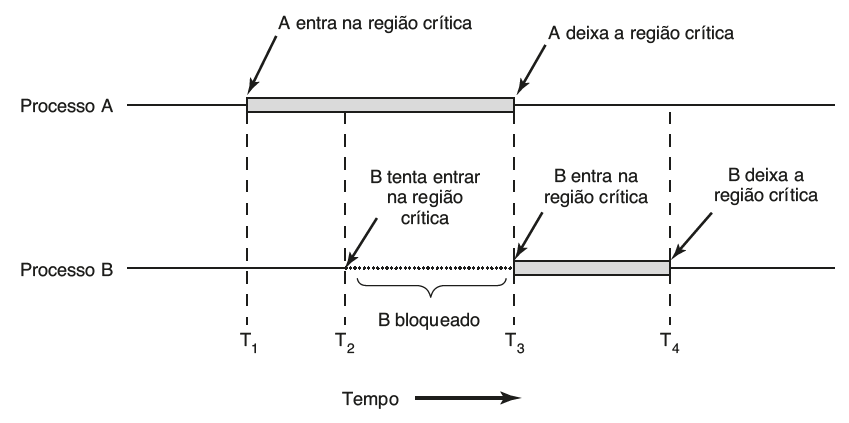 A entra na região crítica
A deixa a região crítica
Processo A
B tenta entrar
na região
crítica
B entra na
região crítica
B deixa a
região crítica
Processo B
B bloqueado
T1
T2
T3
T4
Tempo